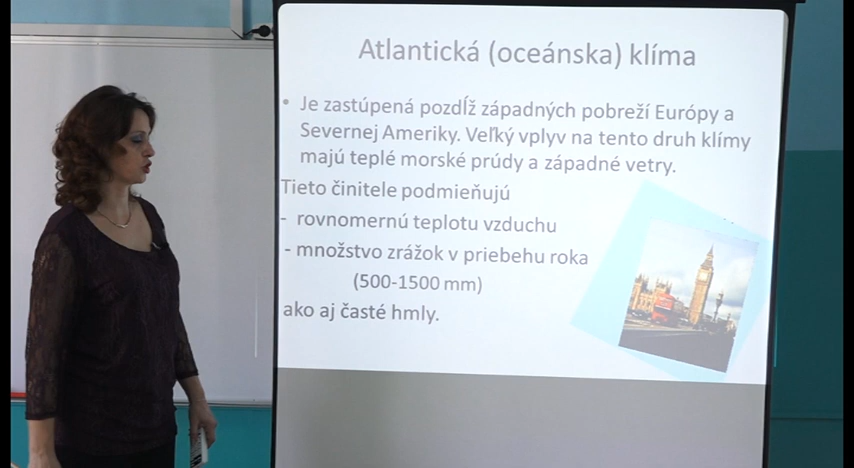 Atlantická (oceánska) klíma
• Je zastúpená pozdĺž západných pobreží Európy a
Severnej Ameriky. Veľký vplyv na tento druh klímy
majú teplé morské prúdy a západné vetry.
Tieto činitele podmieňujú
- rovnomernú teplotu vzduchu
- množstvo zrážok v priebehu roka
(500-1500 mm)
ako aj časté hmly.